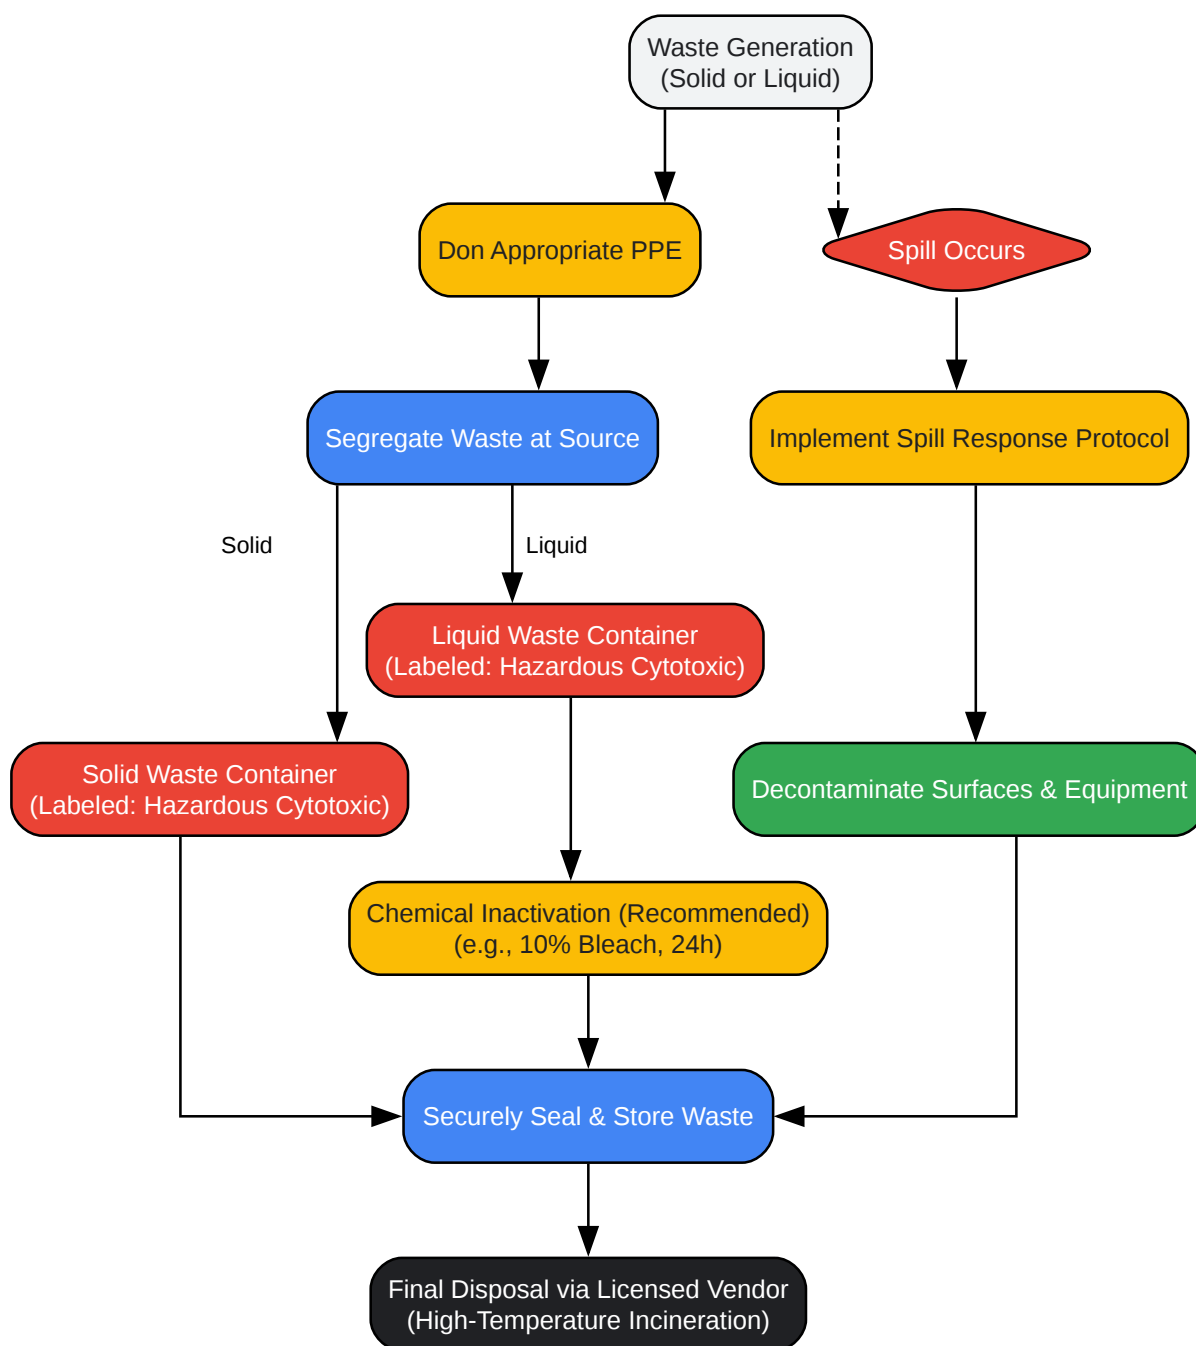 Waste Generation
(Solid or Liquid)
Don Appropriate PPE
Spill Occurs
Segregate Waste at Source
Implement Spill Response Protocol
Solid
Liquid
Liquid Waste Container
(Labeled: Hazardous Cytotoxic)
Solid Waste Container
(Labeled: Hazardous Cytotoxic)
Decontaminate Surfaces & Equipment
Chemical Inactivation (Recommended)
(e.g., 10% Bleach, 24h)
Securely Seal & Store Waste
Final Disposal via Licensed Vendor
(High-Temperature Incineration)